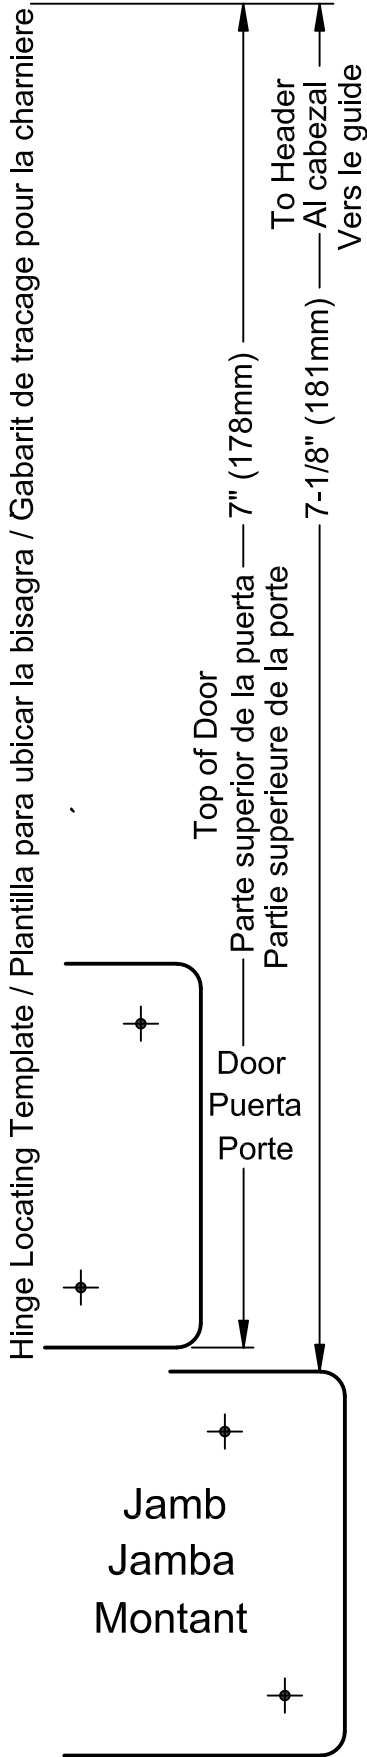 Hinge Locating Template / Plantilla para ubicar la bisagra / Gabarit de tracage pour la charniere
To Header
Al cabezal
Vers le guide
7" (178mm)
7-1/8" (181mm)
Top of Door
Parte superior de la puerta
Partie superieure de la porte
Door
Puerta
Porte
Jamb
Jamba
Montant